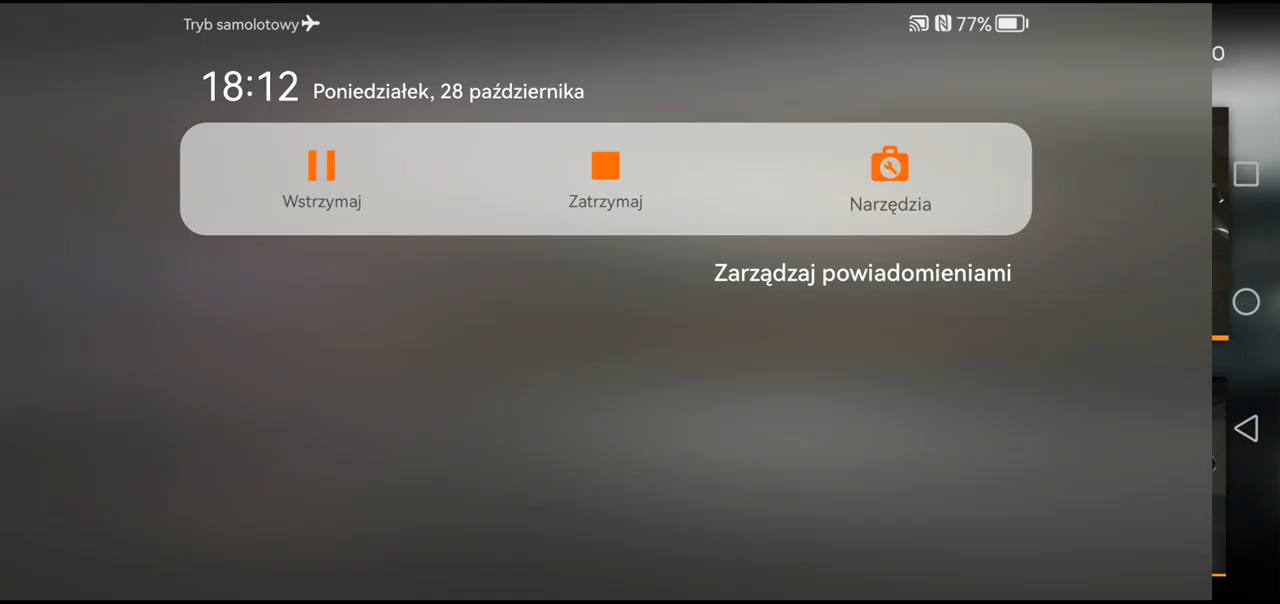 Tryb samolotowy
77%
18:12 Poniedziałek, 28 października
Wstrzymaj
Zatrzymaj
Narzędzia
Zarządzaj powiadomieniami